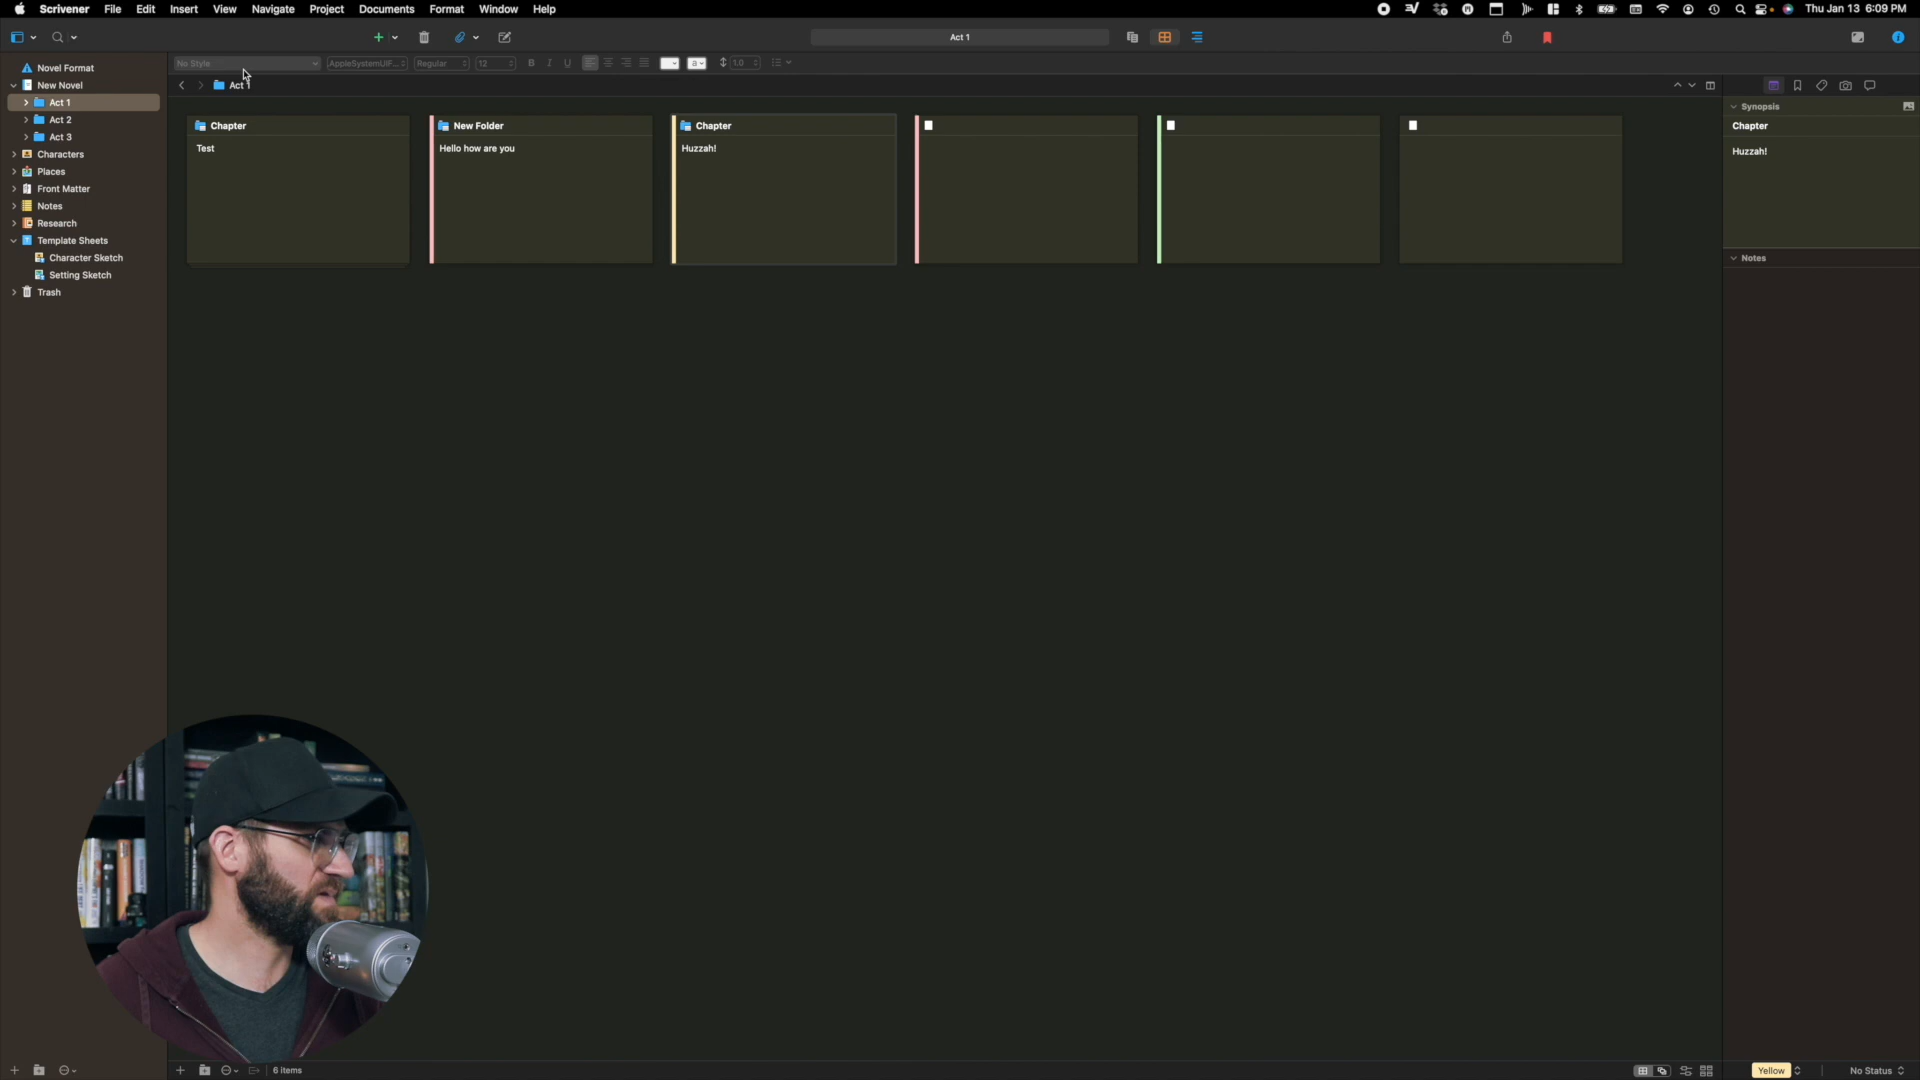 Scrivener File Edit Insert View Navigate Project Documents Format Window Help
Thu Jan 13 6:09 PM
Act 1
No Style
AppleSystemUIF...
Regular
12
B I U
a
1.0
Novel Format
New Novel
Act 1
Act 2
Act 3
Characters
Places
Front Matter
Notes
Research
Template Sheets
Character Sketch
Setting Sketch
Trash
Act 1
Chapter
Test
New Folder
Hello how are you
Chapter
Huzzah!
Synopsis
Chapter
Huzzah!
Notes
6 items
Yellow
No Status